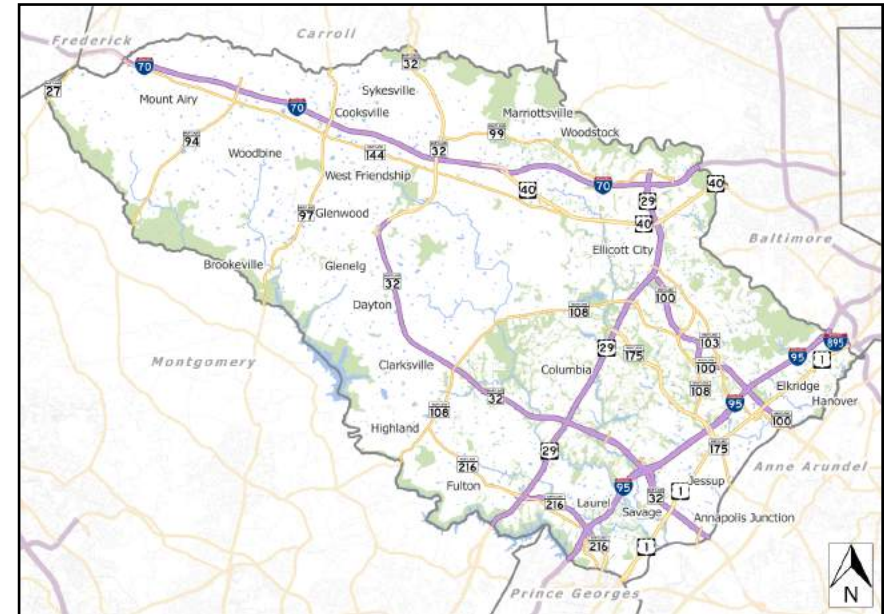 Frederick
Carroll
32
70
27
Mount Airy
Sykesville
70
Cooksville
Marriottsville
99
Woodstock
94
Woodbine
144
32
West Friendship
40
70
29
40
97
Glenwood
40
Ellicott City
Baltimore
Brookeville
Glenelg
32
100
Dayton
108
103
895
95
1
Montgomery
29
175
Clarksville
Columbia
100
108
Elkridge
Hanover
32
95
108
100
Highland
29
175
Anne Arundel
216
Fulton
95
Jessup
216
Laurel
32
1
Savage
Annapolis Junction
216
1
Prince Georges
N